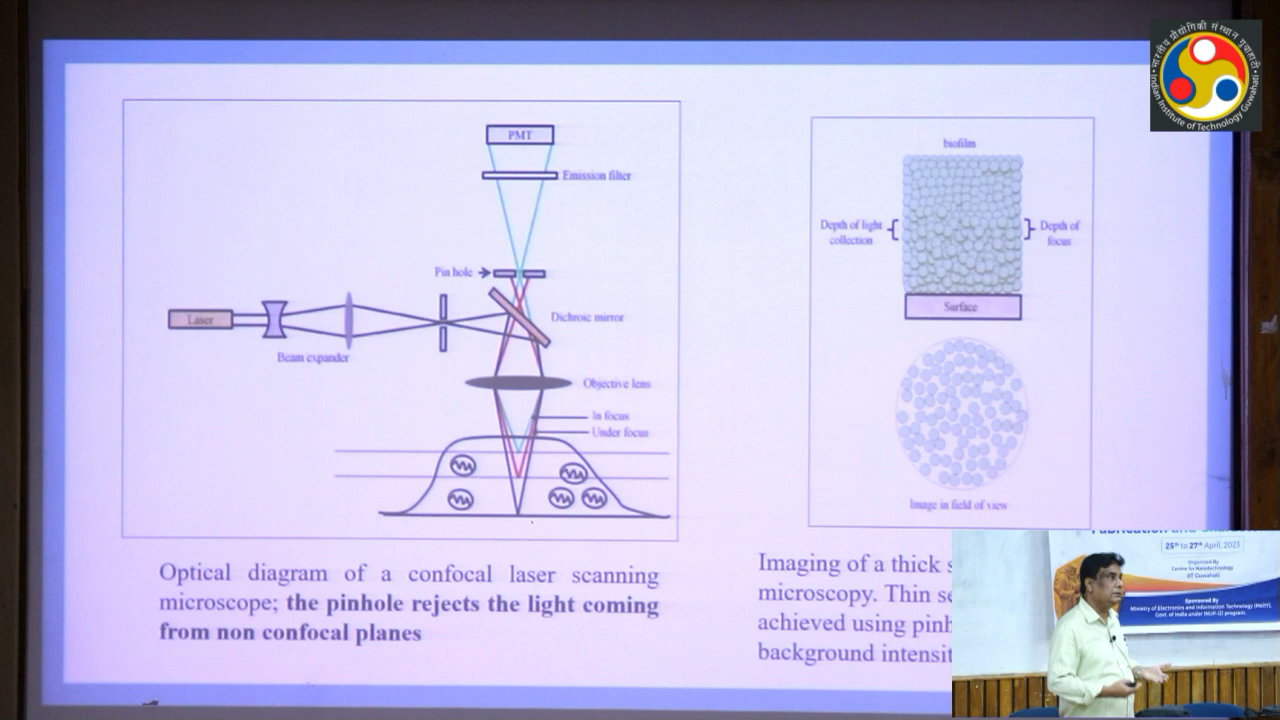 PMT
Emission filter
Pin hole
Laser
Beam expander
Dichroic mirror
Objective lens
In focus
Under focus
biofilm
Depth of light
collection
Depth of
focus
Surface
Image in field of view
Optical diagram of a confocal laser scanning
microscope; the pinhole rejects the light coming
from non confocal planes
Imaging of a thick
microscopy. Thin
achieved using
background
भारतीय प्रौद्योगिकी संस्थान गुवाहाटी
Indian Institute of Technology Guwahati
25th to 27th April, 2023
Organized By
Centre for Nanotechnology
IIT Guwahati
Sponsored By
Ministry of Electronics and Information Technology (MeitY),
Govt. of India under INUP-i2i program.